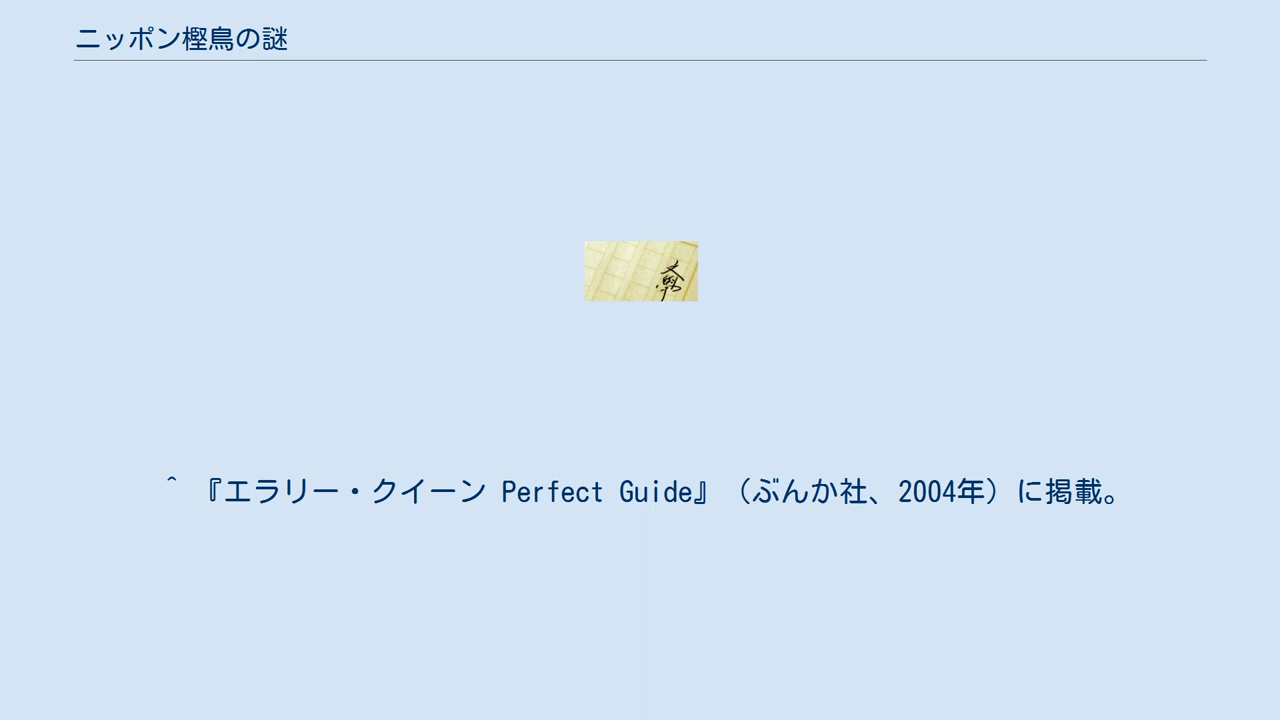 ニッポン樫鳥の謎
^ 『エラリー・クイーン Perfect Guide』（ぶんか社、2004年）に掲載。